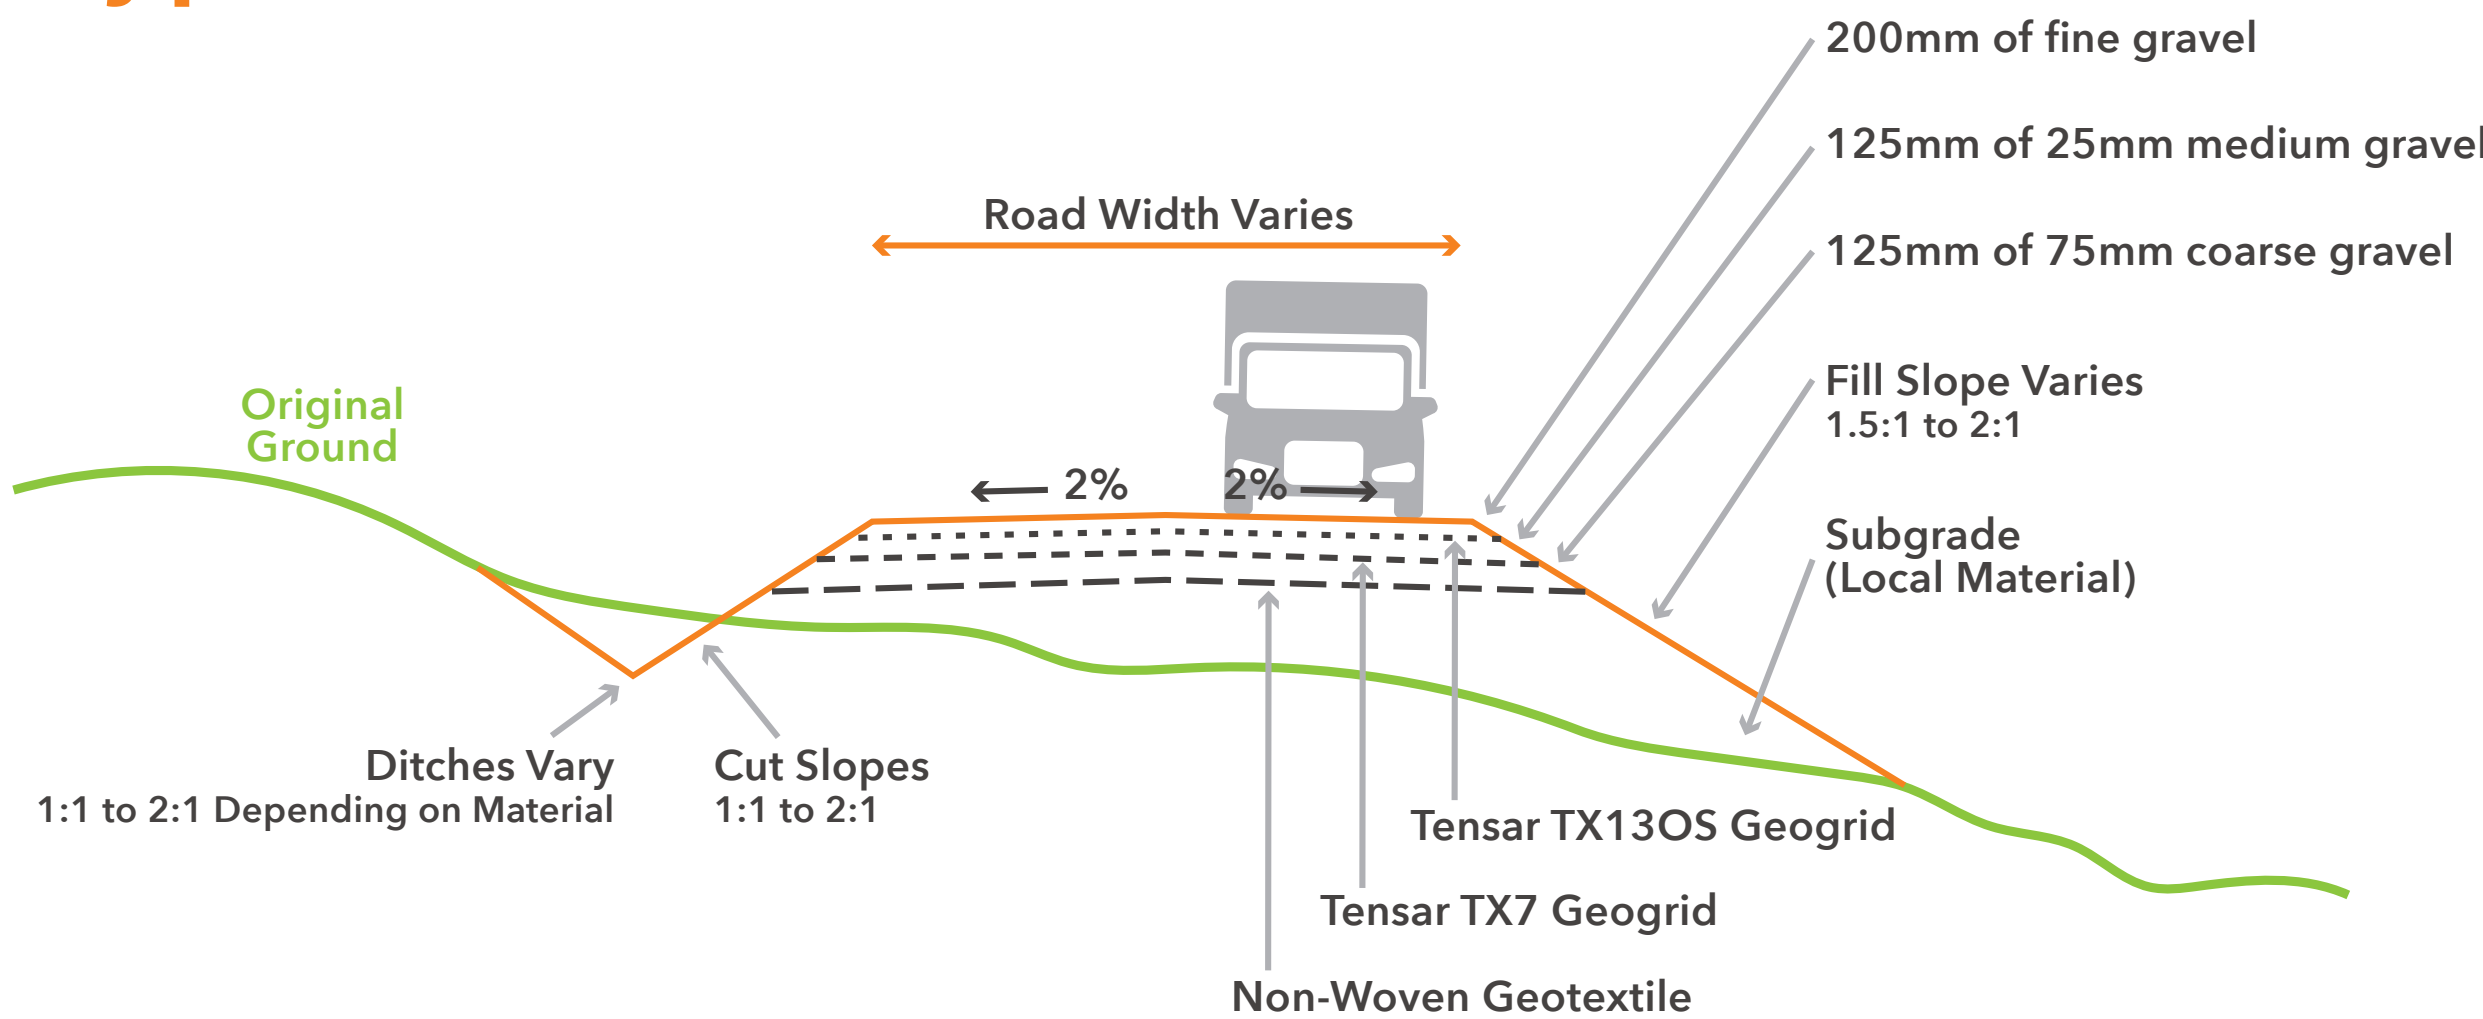 200mm of fine gravel
125mm of 25mm medium gravel
125mm of 75mm coarse gravel
Road Width Varies
Fill Slope Varies
1.5:1 to 2:1
Original
Ground
2% 2%
Subgrade
(Local Material)
Ditches Vary
1:1 to 2:1 Depending on Material
Cut Slopes
1:1 to 2:1
Tensar TX13OS Geogrid
Tensar TX7 Geogrid
Non-Woven Geotextile